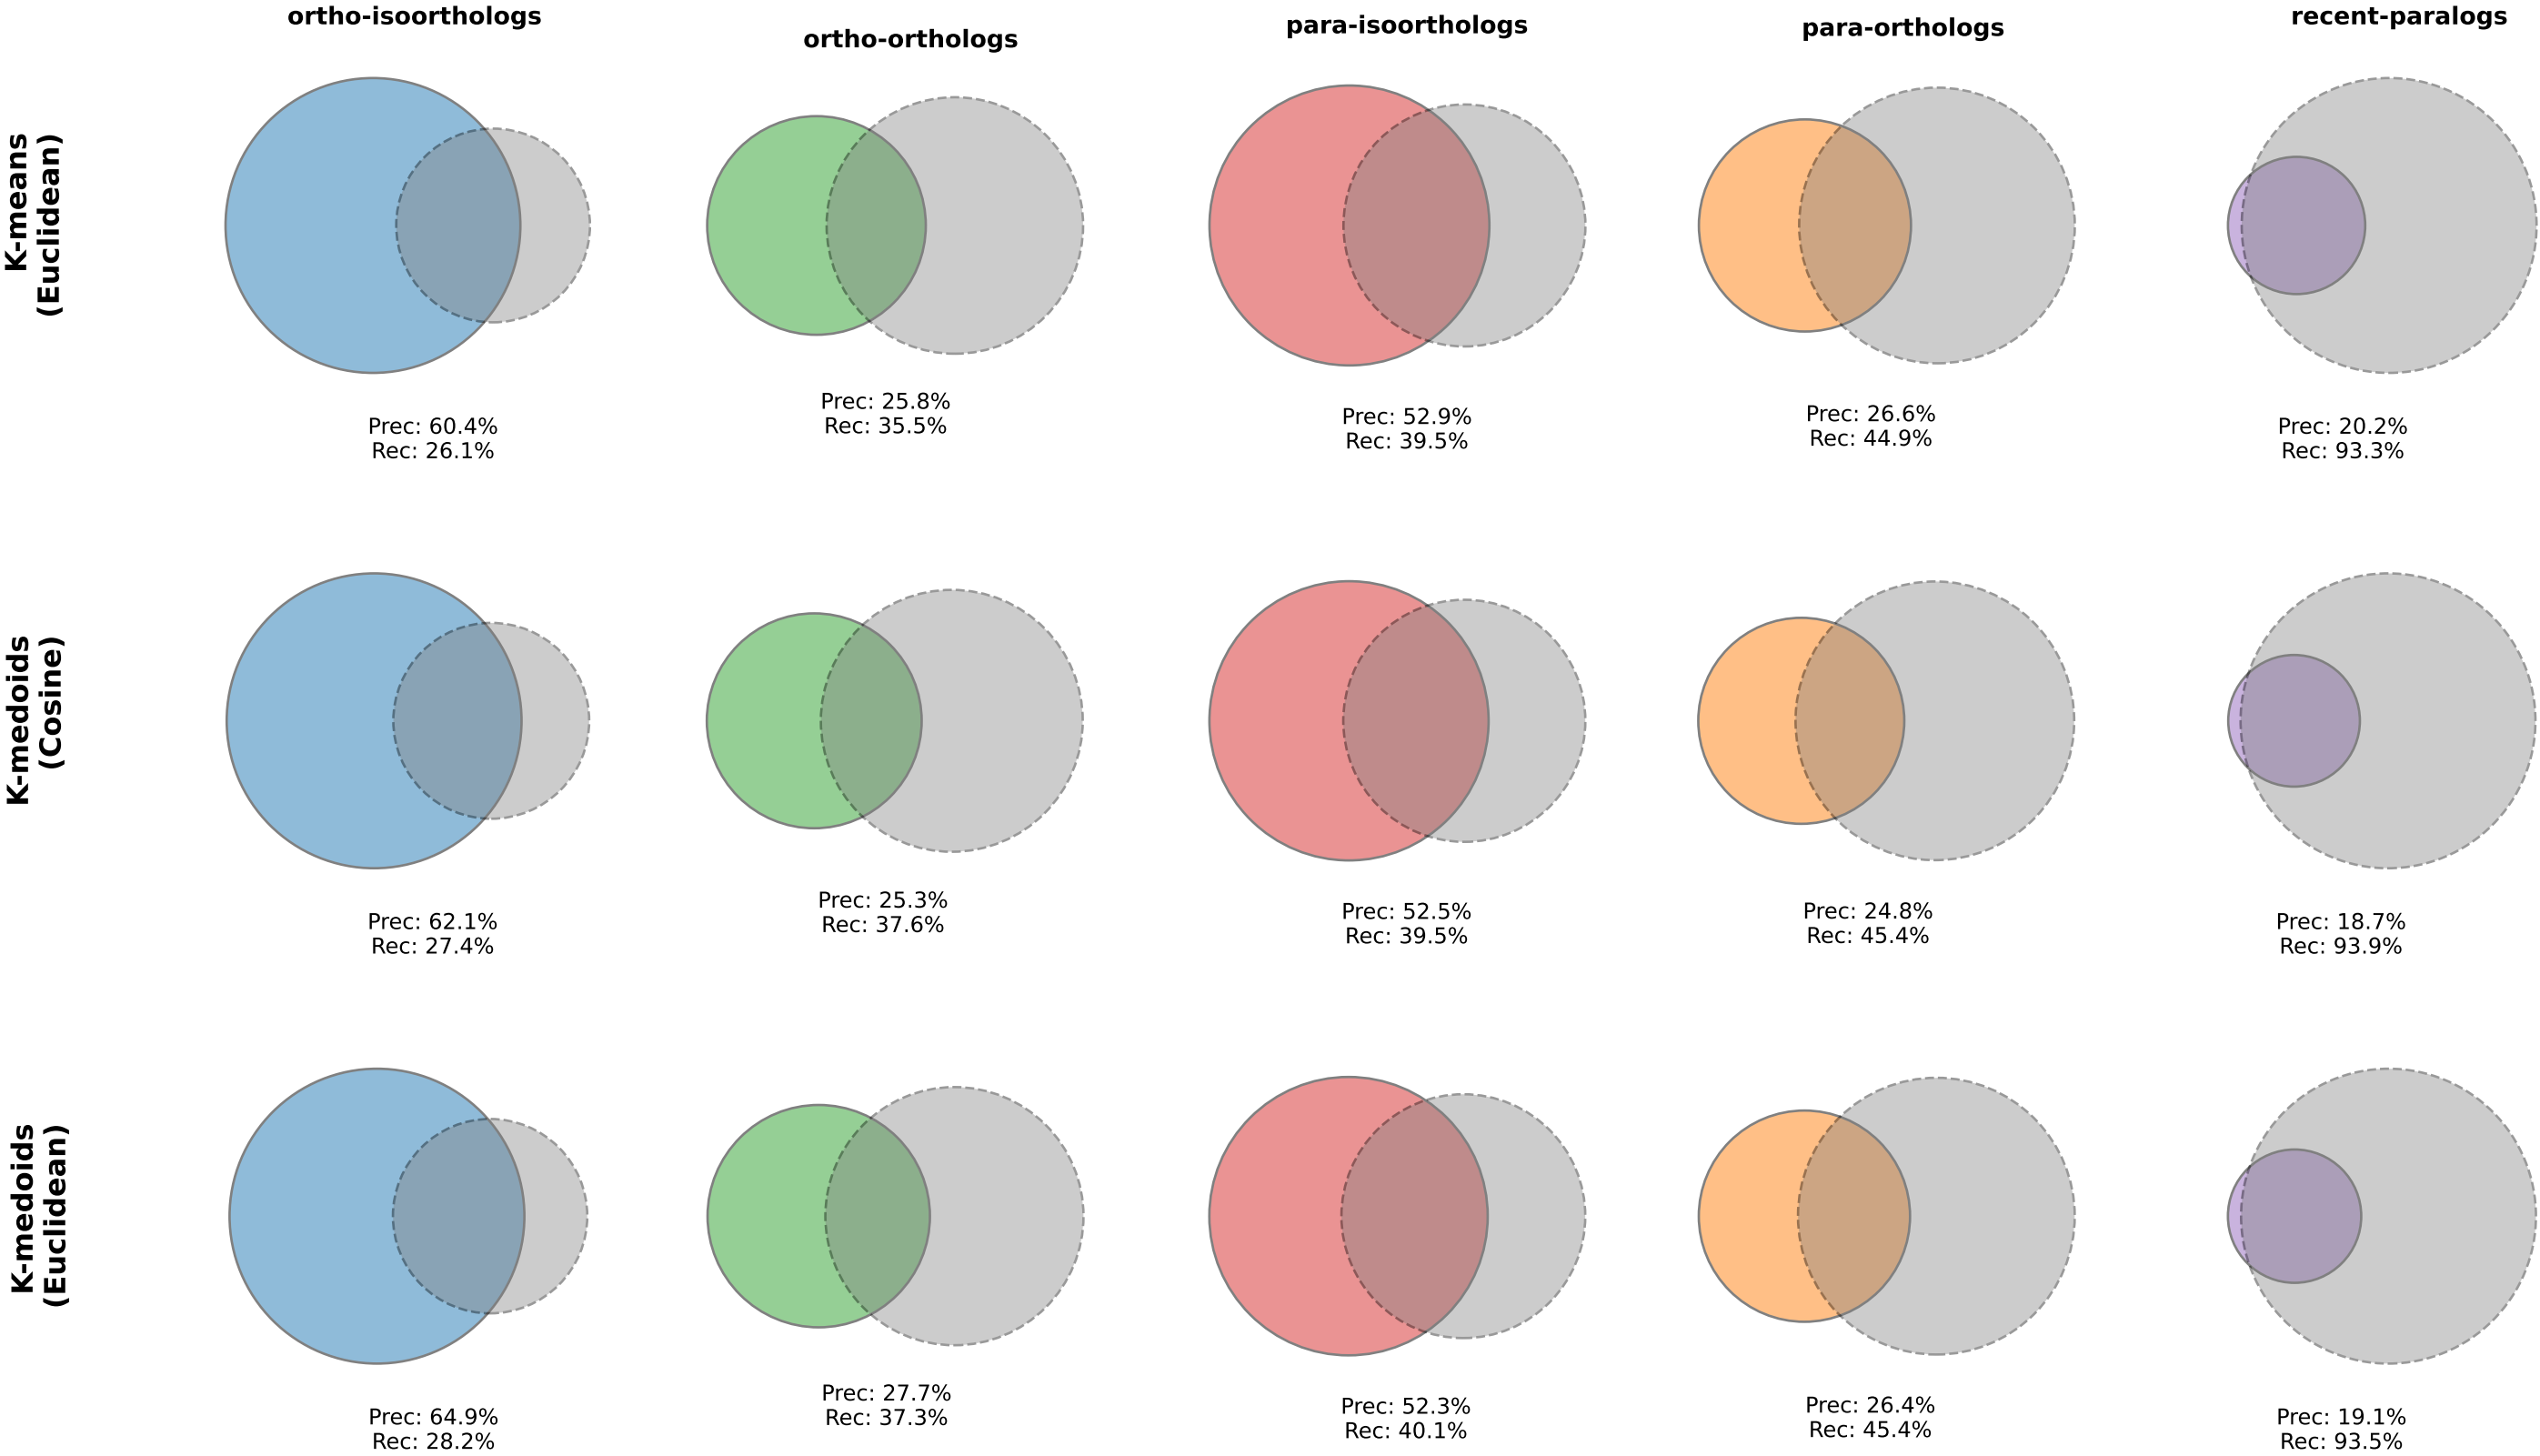 ortho-isoorthologs
ortho-orthologs
para-isoorthologs
para-orthologs
recent-paralogs
K-means
(Euclidean)
Prec: 60.4%
Rec: 26.1%
Prec: 25.8%
Rec: 35.5%
Prec: 52.9%
Rec: 39.5%
Prec: 26.6%
Rec: 44.9%
Prec: 20.2%
Rec: 93.3%
K-medoids
(Cosine)
Prec: 62.1%
Rec: 27.4%
Prec: 25.3%
Rec: 37.6%
Prec: 52.5%
Rec: 39.5%
Prec: 24.8%
Rec: 45.4%
Prec: 18.7%
Rec: 93.9%
K-medoids
(Euclidean)
Prec: 64.9%
Rec: 28.2%
Prec: 27.7%
Rec: 37.3%
Prec: 52.3%
Rec: 40.1%
Prec: 26.4%
Rec: 45.4%
Prec: 19.1%
Rec: 93.5%